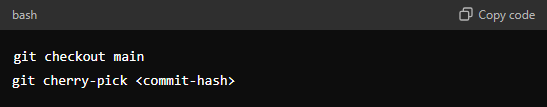 bash
Copy code
git checkout main
git cherry-pick <commit-hash>